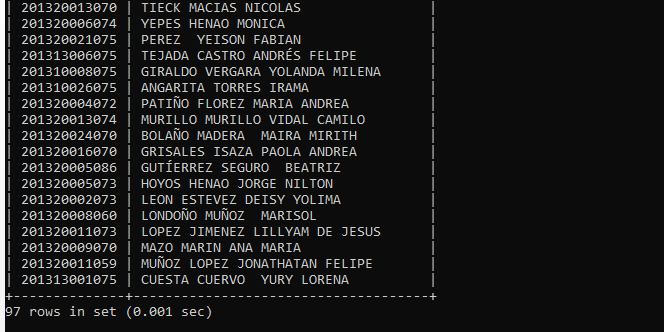 | 201320013070 | TIECK MACIAS NICOLAS                |
| 201320006074 | YEPES HENAO MONICA                  |
| 201320021075 | PEREZ  YEISON FABIAN                |
| 201313006075 | TEJADA CASTRO ANDRÉS FELIPE         |
| 201310008075 | GIRALDO VERGARA YOLANDA MILENA      |
| 201310026075 | ANGARITA TORRES IRAMA               |
| 201320004072 | PATIÑO FLOREZ MARIA ANDREA          |
| 201320013074 | MURILLO MURILLO VIDAL CAMILO        |
| 201320024070 | BOLAÑO MADERA  MAIRA MIRITH         |
| 201320016070 | GRISALES ISAZA PAOLA ANDREA         |
| 201320005086 | GUTÍERREZ SEGURO  BEATRIZ           |
| 201320005073 | HOYOS HENAO JORGE NILTON            |
| 201320002073 | LEON ESTEVEZ DEISY YOLIMA           |
| 201320008060 | LONDOÑO MUÑOZ  MARISOL              |
| 201320011073 | LOPEZ JIMENEZ LILLYAM DE JESUS      |
| 201320009070 | MAZO MARIN ANA MARIA                |
| 201320011059 | MUÑOZ LOPEZ JONATHATAN FELIPE       |
| 201313001075 | CUESTA CUERVO  YURY LORENA          |
+--------------+-------------------------------------+
97 rows in set (0.001 sec)